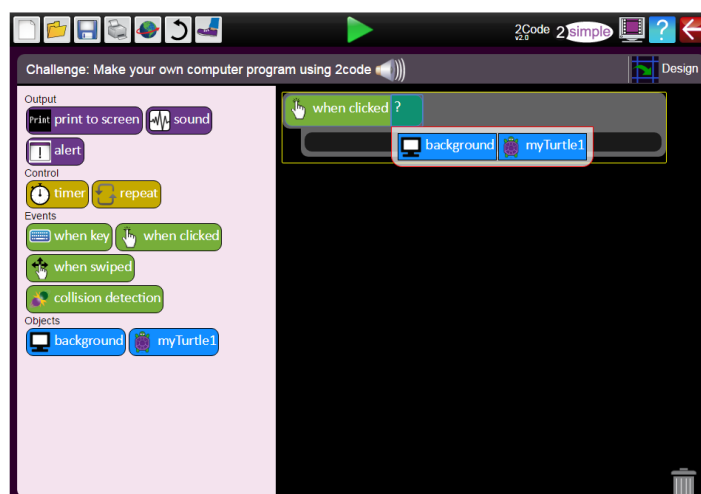 2Code 2simple ?
v2.0
Challenge: Make your own computer program using 2code
Design
Output
Print print to screen
sound
! alert
Control
timer
repeat
Events
when key
when clicked
when swiped
collision detection
Objects
background
myTurtle1
when clicked ?
background
myTurtle1